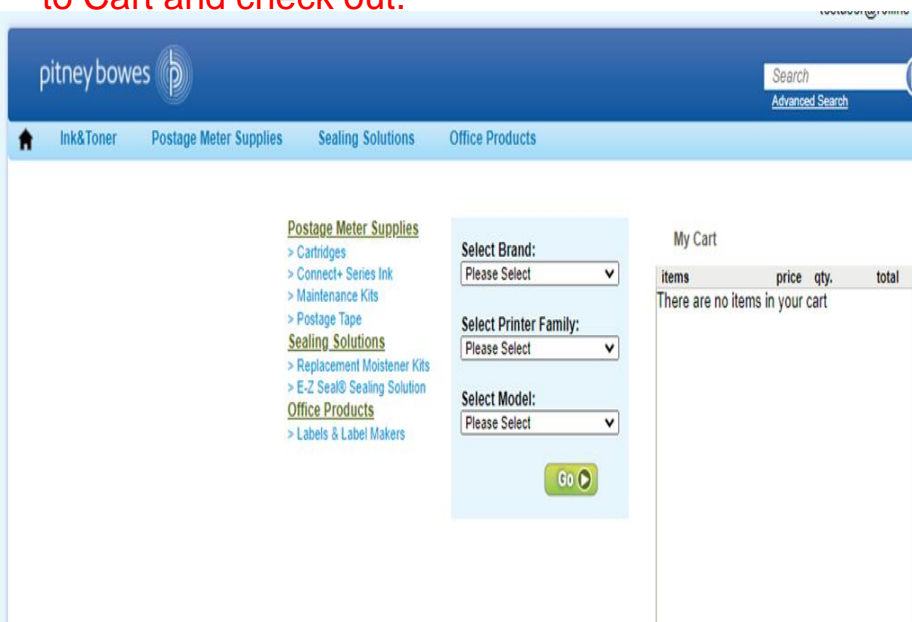 to Cart and check out.
pitney bowes
Search
Advanced Search
Ink&Toner Postage Meter Supplies Sealing Solutions Office Products
Postage Meter Supplies
> Cartridges
> Connect+ Series Ink
> Maintenance Kits
> Postage Tape
Sealing Solutions
> Replacement Moistener Kits
> E-Z Seal® Sealing Solution
Office Products
> Labels & Label Makers
Select Brand:
Please Select
Select Printer Family:
Please Select
Select Model:
Please Select
Go
My Cart
items price qty. total
There are no items in your cart